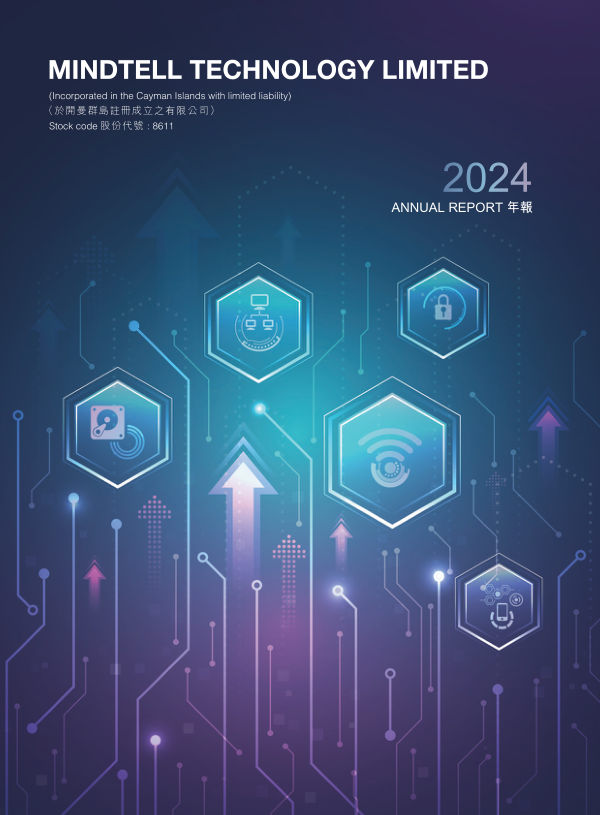 MINDTELL TECHNOLOGY LIMITED
(Incorporated in the Cayman Islands with limited liability)
(於開曼群島註冊成立之有限公司)
Stock code 股份代號 : 8611
2024
ANNUAL REPORT 年報